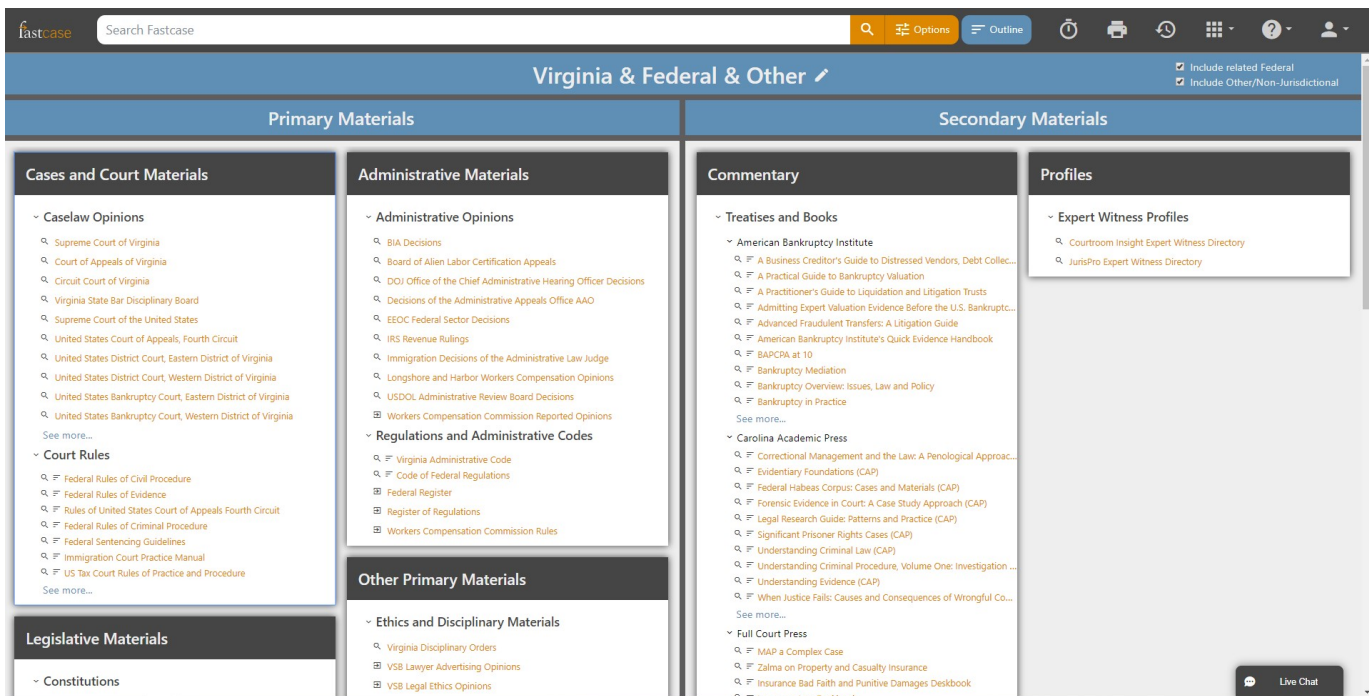 fastcase
Search Fastcase
Options
Outline
Virginia & Federal & Other
Include related Federal
Include Other/Non-Jurisdictional
Primary Materials
Secondary Materials
Cases and Court Materials
Caselaw Opinions
Supreme Court of Virginia
Court of Appeals of Virginia
Circuit Court of Virginia
Virginia State Bar Disciplinary Board
Supreme Court of the United States
United States Court of Appeals, Fourth Circuit
United States District Court, Eastern District of Virginia
United States District Court, Western District of Virginia
United States Bankruptcy Court, Eastern District of Virginia
United States Bankruptcy Court, Western District of Virginia
See more...
Court Rules
Federal Rules of Civil Procedure
Federal Rules of Evidence
Rules of United States Court of Appeals Fourth Circuit
Federal Rules of Criminal Procedure
Federal Sentencing Guidelines
Immigration Court Practice Manual
US Tax Court Rules of Practice and Procedure
See more...
Legislative Materials
Constitutions
Administrative Materials
Administrative Opinions
BIA Decisions
Board of Alien Labor Certification Appeals
DOJ Office of the Chief Administrative Hearing Officer Decisions
Decisions of the Administrative Appeals Office AAO
EEOC Federal Sector Decisions
IRS Revenue Rulings
Immigration Decisions of the Administrative Law Judge
Longshore and Harbor Workers Compensation Opinions
USDOL Administrative Review Board Decisions
Workers Compensation Commission Reported Opinions
Regulations and Administrative Codes
Virginia Administrative Code
Code of Federal Regulations
Federal Register
Register of Regulations
Workers Compensation Commission Rules
Other Primary Materials
Ethics and Disciplinary Materials
Virginia Disciplinary Orders
VSB Lawyer Advertising Opinions
VSB Legal Ethics Opinions
Commentary
Treatises and Books
American Bankruptcy Institute
A Business Creditor's Guide to Distressed Vendors, Debt Collec...
A Practical Guide to Bankruptcy Valuation
A Practitioner's Guide to Liquidation and Litigation Trusts
Admitting Expert Valuation Evidence Before the U.S. Bankruptc...
Advanced Fraudulent Transfers: A Litigation Guide
American Bankruptcy Institute's Quick Evidence Handbook
BAPCPA at 10
Bankruptcy Mediation
Bankruptcy Overview: Issues, Law and Policy
Bankruptcy in Practice
See more...
Carolina Academic Press
Correctional Management and the Law: A Penological Approac...
Evidentiary Foundations (CAP)
Federal Habeas Corpus: Cases and Materials (CAP)
Forensic Evidence in Court: A Case Study Approach (CAP)
Legal Research Guide: Patterns and Practice (CAP)
Significant Prisoner Rights Cases (CAP)
Understanding Criminal Law (CAP)
Understanding Criminal Procedure, Volume One: Investigation ...
Understanding Evidence (CAP)
When Justice Fails: Causes and Consequences of Wrongful Co...
See more...
Full Court Press
MAP a Complex Case
Zalma on Property and Casualty Insurance
Insurance Bad Faith and Punitive Damages Deskbook
Profiles
Expert Witness Profiles
Courtroom Insight Expert Witness Directory
JurisPro Expert Witness Directory
Live Chat